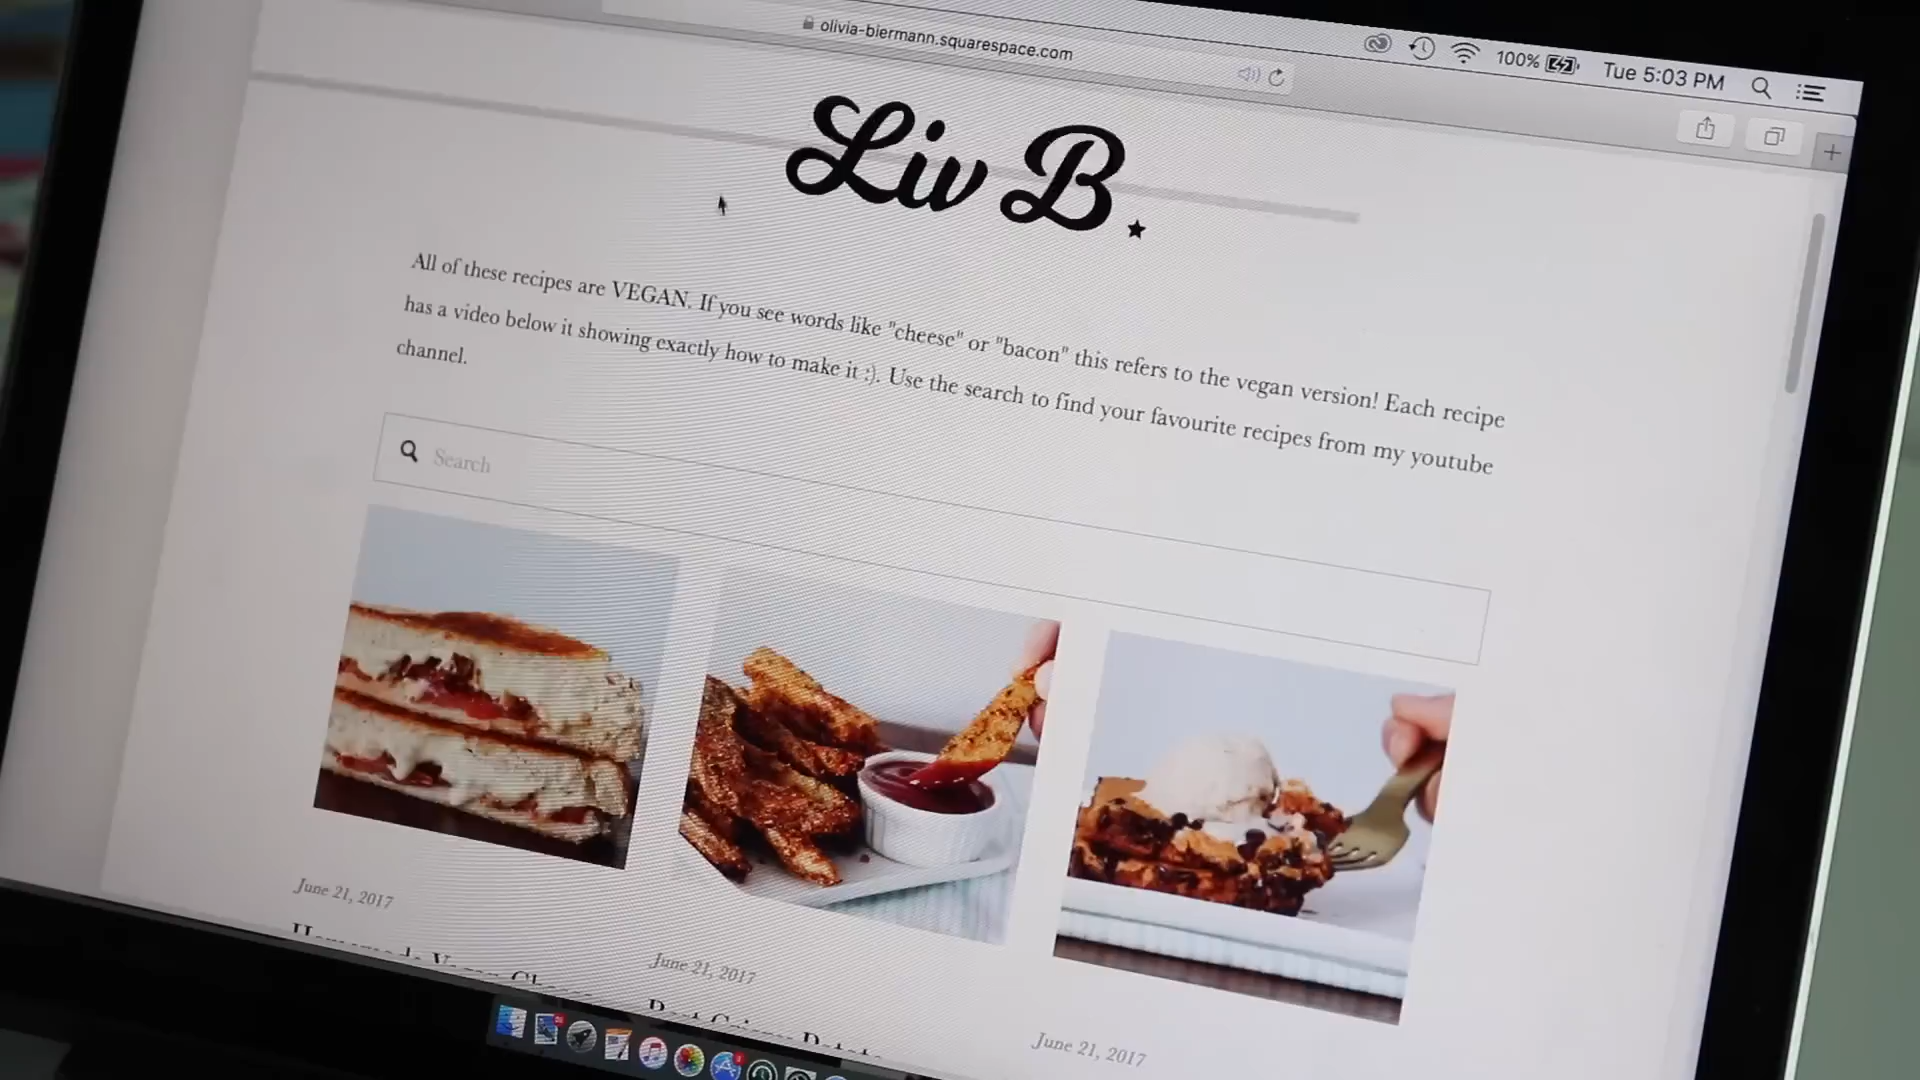 olivia-biermann.squarespace.com
100%
Tue 5:03 PM
Liv B.
All of these recipes are VEGAN. If you see words like "cheese" or "bacon" this refers to the vegan version! Each recipe
has a video below it showing exactly how to make it :). Use the search to find your favourite recipes from my youtube
channel.
Search
June 21, 2017
June 21, 2017
June 21, 2017